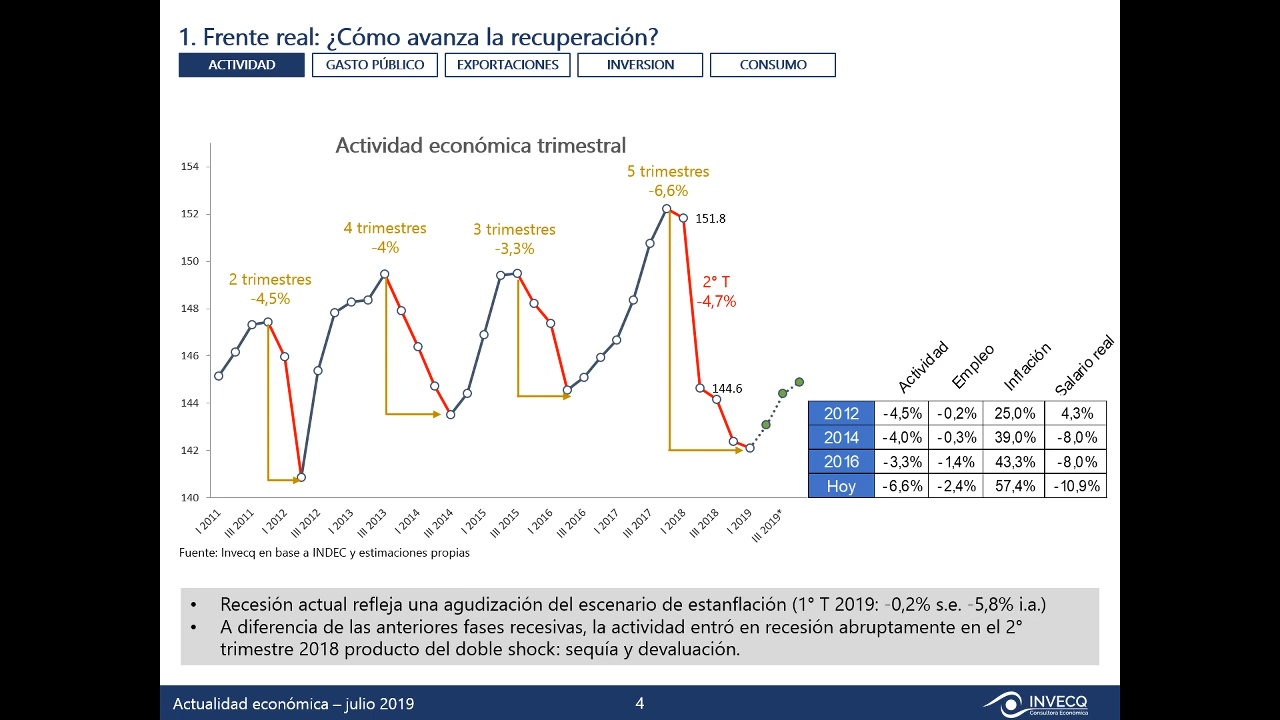 1. Frente real: ¿Cómo avanza la recuperación?
ACTIVIDAD
GASTO PÚBLICO
EXPORTACIONES
INVERSION
CONSUMO
Actividad económica trimestral
154
152
150
148
146
144
142
140
2 trimestres
-4,5%
4 trimestres
-4%
3 trimestres
-3,3%
5 trimestres
-6,6%
151.8
2° T
-4,7%
144.6
I 2011
III 2011
I 2012
III 2012
I 2013
III 2013
I 2014
III 2014
I 2015
III 2015
I 2016
III 2016
I 2017
III 2017
I 2018
III 2018
I 2019
III 2019*
Actividad Empleo Inflación Salario real
2012 -4,5% -0,2% 25,0% 4,3%
2014 -4,0% -0,3% 39,0% -8,0%
2016 -3,3% -1,4% 43,3% -8,0%
Hoy -6,6% -2,4% 57,4% -10,9%
Fuente: Invecq en base a INDEC y estimaciones propias
• Recesión actual refleja una agudización del escenario de estanflación (1° T 2019: -0,2% s.e. -5,8% i.a.)
• A diferencia de las anteriores fases recesivas, la actividad entró en recesión abruptamente en el 2°
trimestre 2018 producto del doble shock: sequía y devaluación.
Actualidad económica – julio 2019
4
INVECQ
Consultora Económica